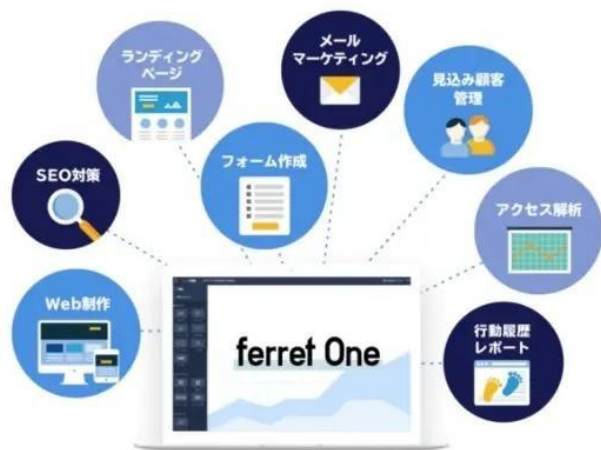 メール
マーケティング
ランディング
ページ
見込み顧客
管理
フォーム作成
SEO対策
アクセス解析
Web制作
行動履歴
レポート
ferret One